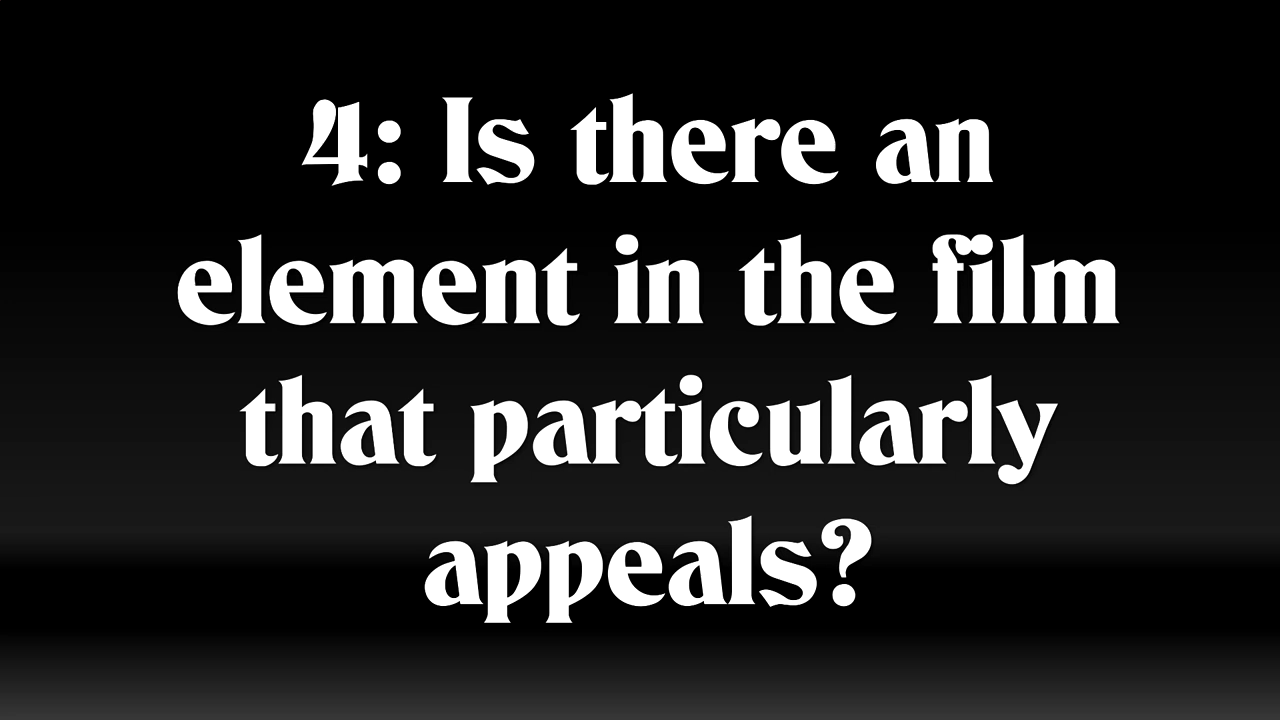 4: Is there an
element in the film
that particularly
appeals?